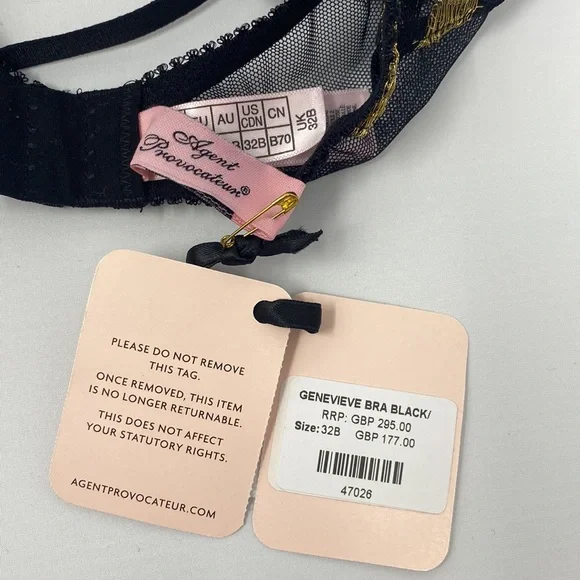 AU
US
CDN
CN
32B
B70
UK
32B
Agent
Provocateur®
PLEASE DO NOT REMOVE
THIS TAG.
ONCE REMOVED, THIS ITEM
IS NO LONGER RETURNABLE.
THIS DOES NOT AFFECT
YOUR STATUTORY RIGHTS.
AGENTPROVOCATEUR.COM
GENEVIEVE BRA BLACK/
RRP: GBP 295.00
Size:32B GBP 177.00
47026